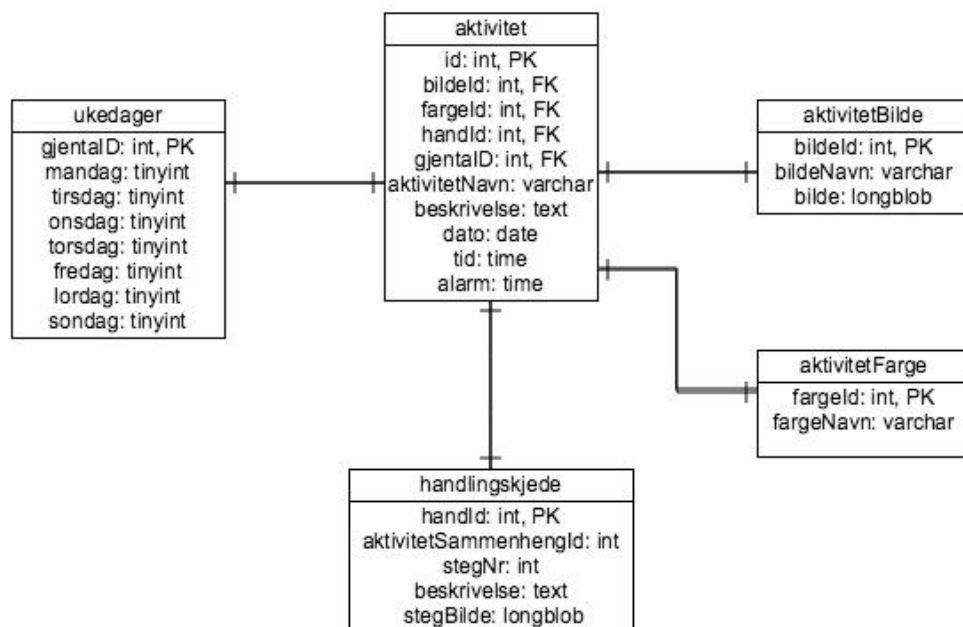 aktivitet
id: int, PK
bildeId: int, FK
fargeId: int, FK
handId: int, FK
gjentaID: int, FK
aktivitetNavn: varchar
beskrivelse: text
dato: date
tid: time
alarm: time
ukedager
gjentaID: int, PK
mandag: tinyint
tirsdag: tinyint
onsdag: tinyint
torsdag: tinyint
fredag: tinyint
lordag: tinyint
sondag: tinyint
aktivitetBilde
bildeId: int, PK
bildeNavn: varchar
bilde: longblob
aktivitetFarge
fargeId: int, PK
fargeNavn: varchar
handlingskjede
handId: int, PK
aktivitetSammenhengId: int
stegNr: int
beskrivelse: text
stegBilde: longblob